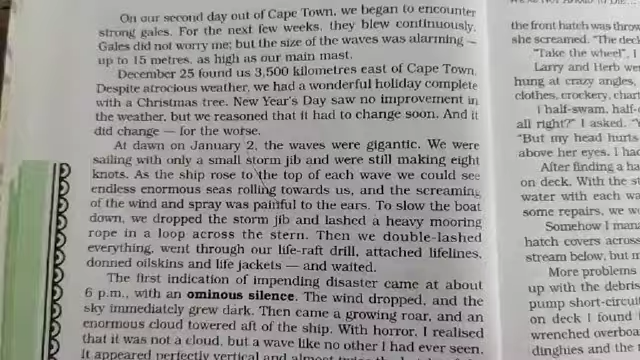 On our second day out of Cape Town, we began to encounter
strong gales. For the next few weeks, they blew continuously.
Gales did not worry me; but the size of the waves was alarming —
up to 15 metres, as high as our main mast.
December 25 found us 3,500 kilometres east of Cape Town.
Despite atrocious weather, we had a wonderful holiday complete
with a Christmas tree. New Year's Day saw no improvement in
the weather, but we reasoned that it had to change soon. And it
did change — for the worse.
At dawn on January 2, the waves were gigantic. We were
sailing with only a small storm jib and were still making eight
knots. As the ship rose to the top of each wave we could see
endless enormous seas rolling towards us, and the screaming
of the wind and spray was painful to the ears. To slow the boat
down, we dropped the storm jib and lashed a heavy mooring
rope in a loop across the stern. Then we double-lashed
everything, went through our life-raft drill, attached lifelines,
donned oilskins and life jackets — and waited.
The first indication of impending disaster came at about
6 p.m., with an ominous silence. The wind dropped, and the
sky immediately grew dark. Then came a growing roar, and an
enormous cloud towered aft of the ship. With horror, I realised
that it was not a cloud, but a wave like no other I had ever seen.
It appeared perfectly vertical and almost
the front hatch was
she screamed. "The
"Take the wheel", I
Larry and Herb
hung at crazy angles,
clothes, crockery,
I half-swam,
all right?" I asked.
"But my head hurts
above her eyes. I
After finding a
on deck. With the
water with each
some repairs, we
Somehow I
hatch covers across
stream below, but
More problems
up with the debris
pump
on deck I found
wrenched
dinghies and the